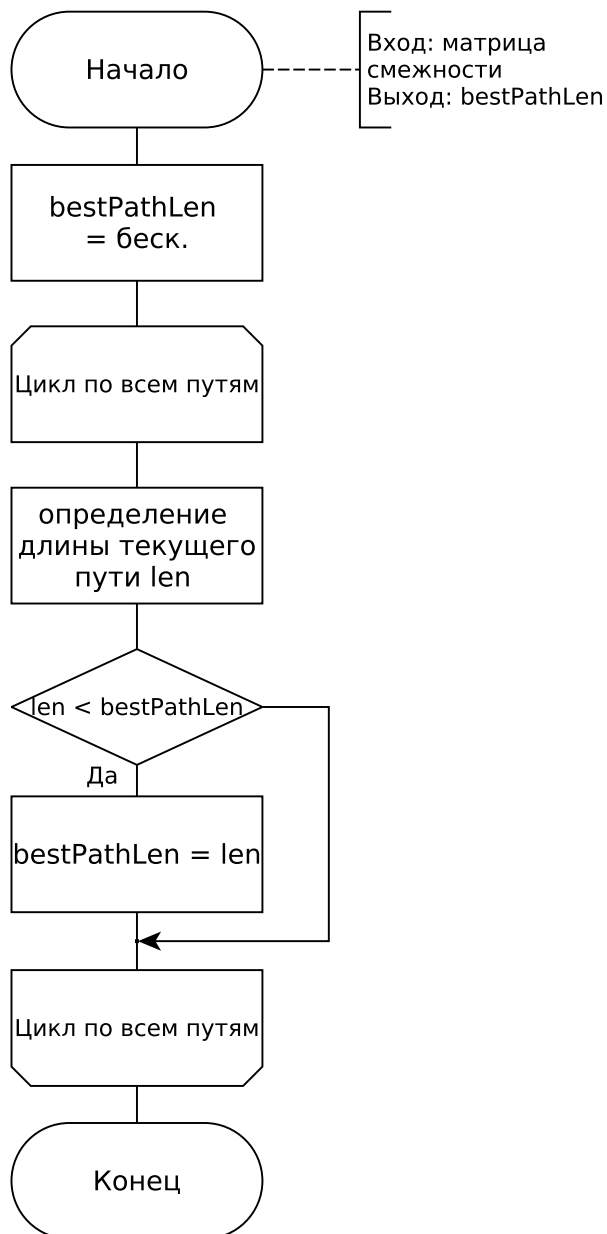 Начало
Вход: матрица
смежности
Выход: bestPathLen
bestPathLen
= беск.
Цикл по всем путям
определение
длины текущего
пути len
len < bestPathLen
Да
bestPathLen = len
Цикл по всем путям
Конец